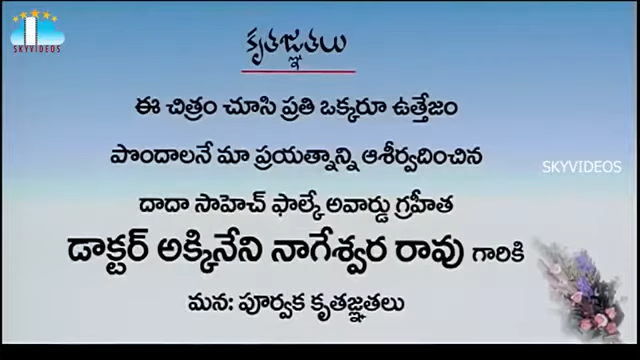 SKYVIDEOS
కృతజ్ఞతలు
ఈ చిత్రం చూసి ప్రతి ఒక్కరూ ఉత్తేజం
పొందాలనే మా ప్రయత్నాన్ని ఆశీర్వదించిన
దాదా సాహెచ్ ఫాల్కే అవార్డు గ్రహీత
డాక్టర్ అక్కినేని నాగేశ్వర రావు గారికి
మన: పూర్వక కృతజ్ఞతలు
SKYVIDEOS